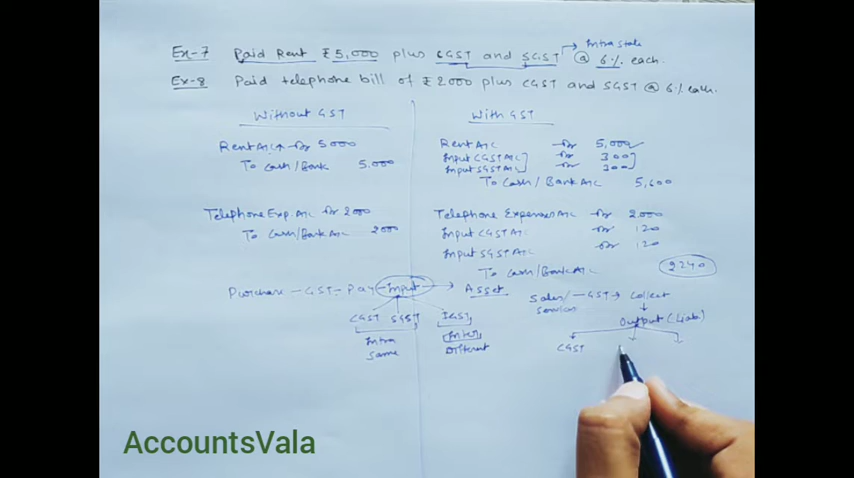 Ex-7 Paid Rent ₹5,000 plus CGST and SGST @ 6% each.
Intra state
Ex-8 Paid telephone bill of ₹2000 plus CGST and SGST @ 6% each.
Without GST
Rent A/c Dr 5000
To Cash/Bank 5,000
Telephone Exp. A/c Dr 2000
To Cash/Bank A/c 2000
With GST
Rent A/c Dr 5,000
Input CGST A/c Dr 300
Input SGST A/c Dr 300
To Cash/Bank A/c 5,600
Telephone Expenses A/c Dr 2000
Input CGST A/c Dr 120
Input SGST A/c Dr 120
To Cash/Bank A/c 2240
Purchase - GST - Pay - Input → Asset
CGST SGST IGST
Intra Inter
Same Different
Sales/ - GST → Collect
Services
Output (Liab)
CGST
AccountsVala